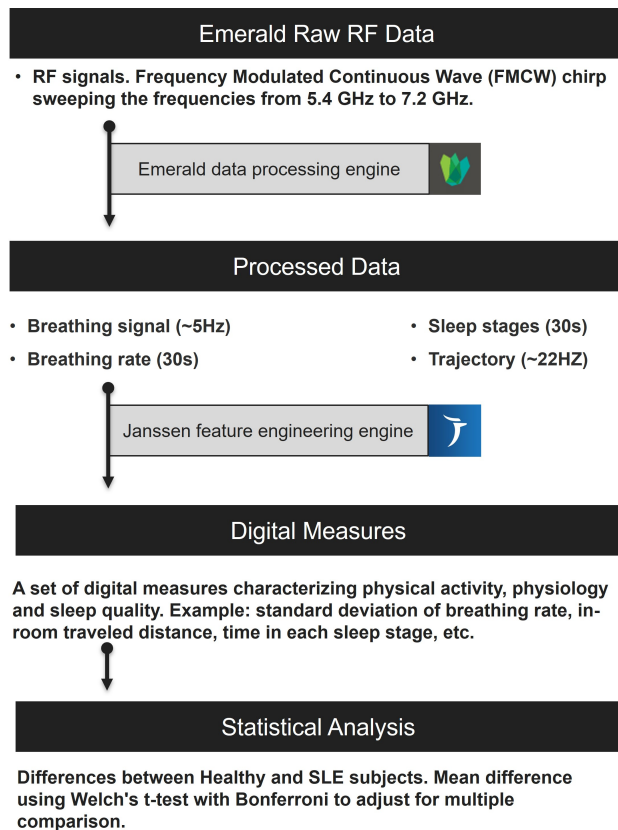 Emerald Raw RF Data
• RF signals. Frequency Modulated Continuous Wave (FMCW) chirp
sweeping the frequencies from 5.4 GHz to 7.2 GHz.
Emerald data processing engine
Processed Data
• Breathing signal (~5Hz)
• Breathing rate (30s)
• Sleep stages (30s)
• Trajectory (~22HZ)
Janssen feature engineering engine
Digital Measures
A set of digital measures characterizing physical activity, physiology
and sleep quality. Example: standard deviation of breathing rate, in-
room traveled distance, time in each sleep stage, etc.
Statistical Analysis
Differences between Healthy and SLE subjects. Mean difference
using Welch's t-test with Bonferroni to adjust for multiple
comparison.